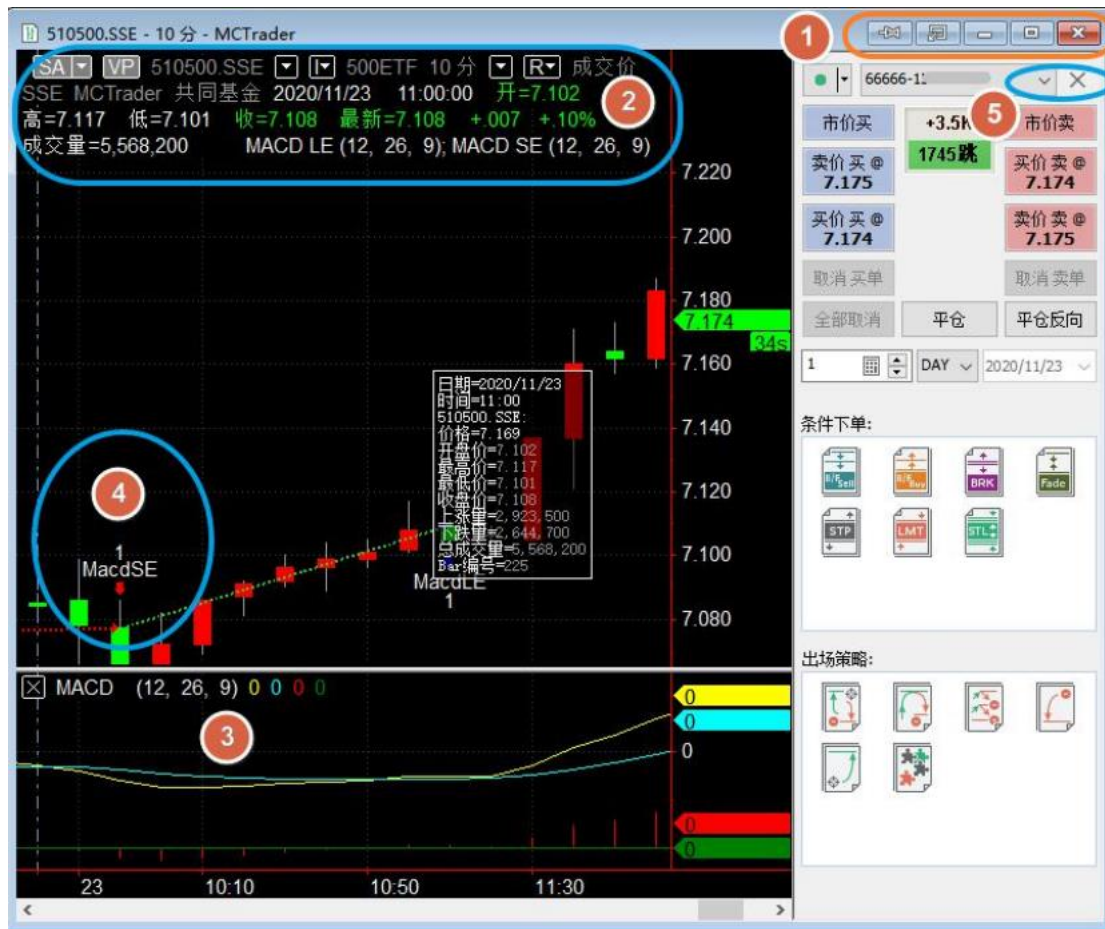 510500.SSE - 10 分 - MCTrader
1
SA VP 510500.SSE I 500ETF 10 分 R 成交价
SSE MCTrader 共同基金 2020/11/23 11:00:00 开=7.102
2
高=7.117 低=7.101 收=7.108 最新=7.108 +.007 +.10%
成交量=5,568,200 MACD LE (12, 26, 9); MACD SE (12, 26, 9)
7.220
7.200
7.180
7.174
34s
7.160
7.140
7.120
7.100
7.080
日期=2020/11/23
时间=11:00
510500.SSE:
价格=7.169
开盘价=7.102
最高价=7.117
最低价=7.101
收盘价=7.108
上张量=2,923,500
下跌量=2,644,700
总成交量=5,568,200
Bar编号=225
4
1
MacdSE
MacdLE
1
MACD (12, 26, 9) 0 0 0 0
3
0
0
0
0
0
23 10:10 10:50 11:30
5
市价买 +3.5K 市价卖
1745跳
卖价 买 @ 7.175
买价 卖 @ 7.174
买价 买 @ 7.174
卖价 卖 @ 7.175
取消买单 取消卖单
全部取消 平仓 平仓反向
1 DAY 2020/11/23
条件下单:
BRK Fade
STP LMT STL
出场策略: